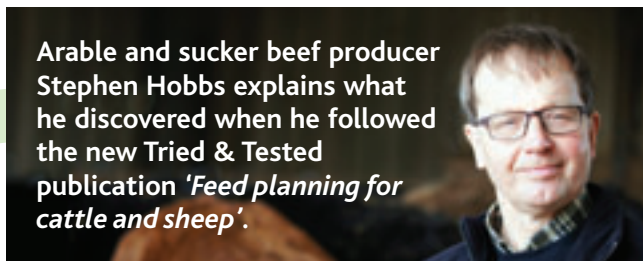 Arable and sucker beef producer
Stephen Hobbs explains what
he discovered when he followed
the new Tried & Tested
publication ‘Feed planning for
cattle and sheep’.